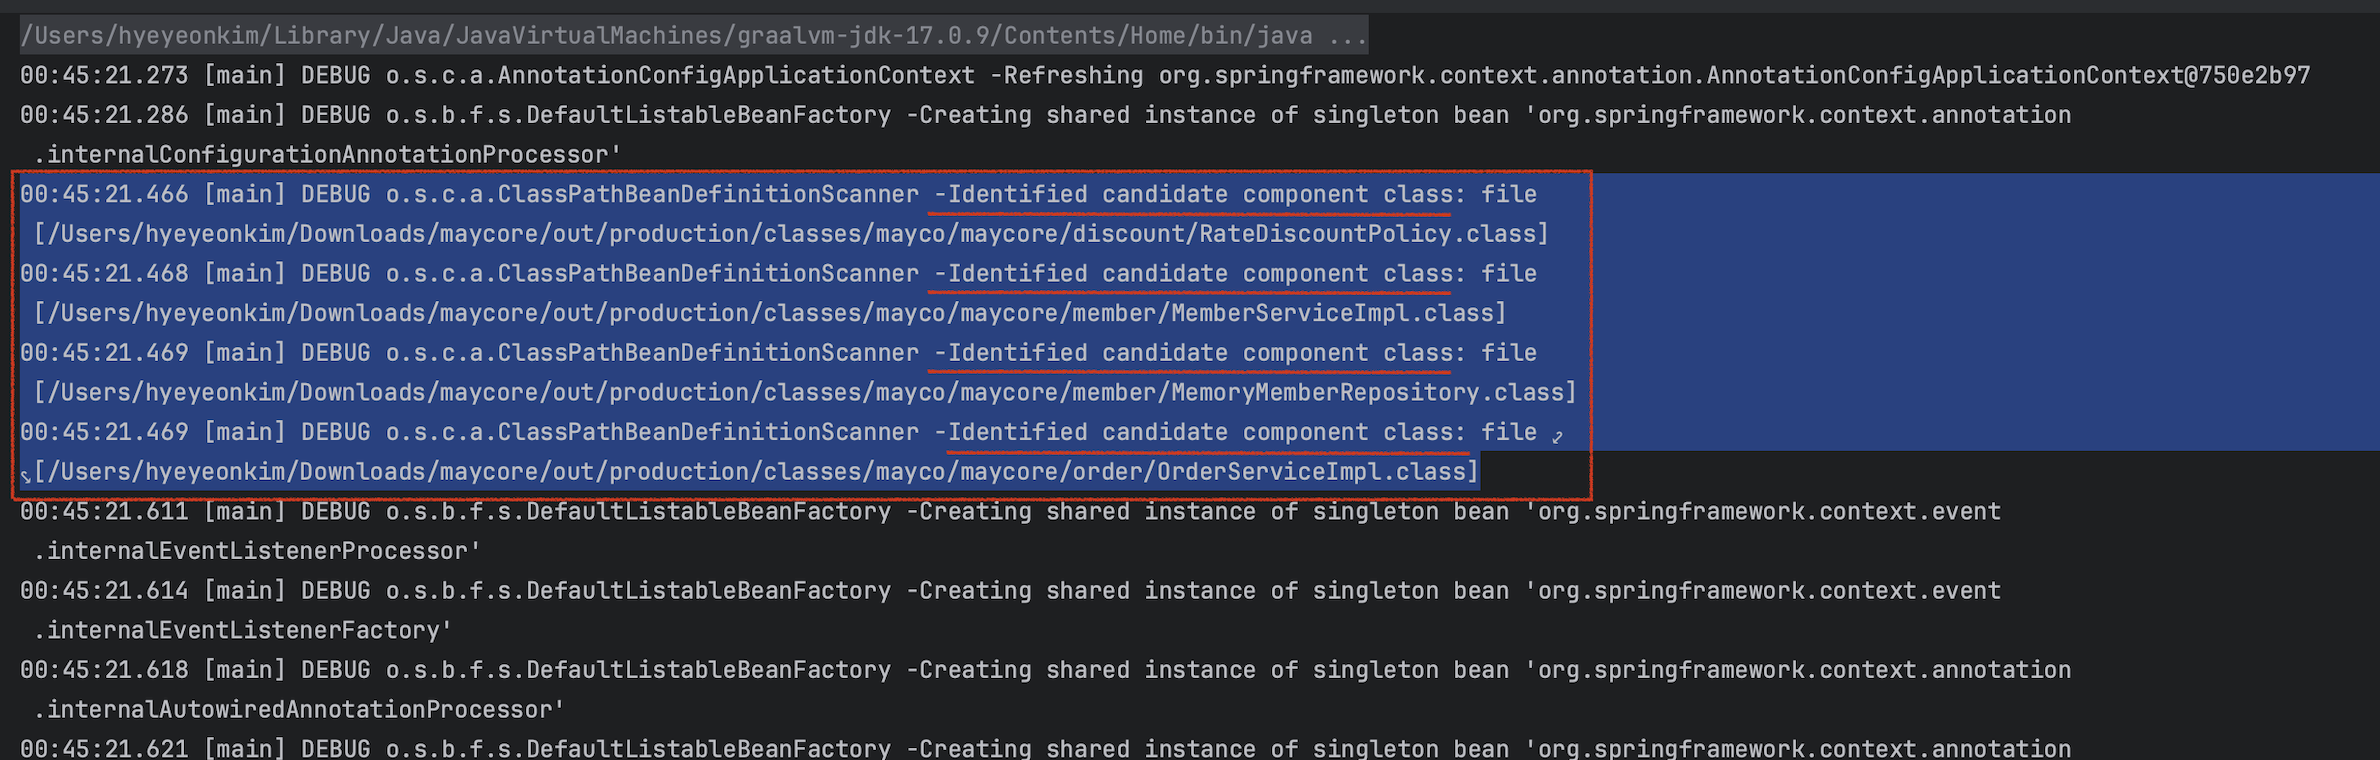 /Users/hyeyeonkim/Library/Java/JavaVirtualMachines/graalvm-jdk-17.0.9/Contents/Home/bin/java ...
00:45:21.273 [main] DEBUG o.s.c.a.AnnotationConfigApplicationContext -Refreshing org.springframework.context.annotation.AnnotationConfigApplicationContext@750e2b97
00:45:21.286 [main] DEBUG o.s.b.f.s.DefaultListableBeanFactory -Creating shared instance of singleton bean 'org.springframework.context.annotation
.internalConfigurationAnnotationProcessor'
00:45:21.466 [main] DEBUG o.s.c.a.ClassPathBeanDefinitionScanner -Identified candidate component class: file
[/Users/hyeyeonkim/Downloads/maycore/out/production/classes/mayco/maycore/discount/RateDiscountPolicy.class]
00:45:21.468 [main] DEBUG o.s.c.a.ClassPathBeanDefinitionScanner -Identified candidate component class: file
[/Users/hyeyeonkim/Downloads/maycore/out/production/classes/mayco/maycore/member/MemberServiceImpl.class]
00:45:21.469 [main] DEBUG o.s.c.a.ClassPathBeanDefinitionScanner -Identified candidate component class: file
[/Users/hyeyeonkim/Downloads/maycore/out/production/classes/mayco/maycore/member/MemoryMemberRepository.class]
00:45:21.469 [main] DEBUG o.s.c.a.ClassPathBeanDefinitionScanner -Identified candidate component class: file
[/Users/hyeyeonkim/Downloads/maycore/out/production/classes/mayco/maycore/order/OrderServiceImpl.class]
00:45:21.611 [main] DEBUG o.s.b.f.s.DefaultListableBeanFactory -Creating shared instance of singleton bean 'org.springframework.context.event
.internalEventListenerProcessor'
00:45:21.614 [main] DEBUG o.s.b.f.s.DefaultListableBeanFactory -Creating shared instance of singleton bean 'org.springframework.context.event
.internalEventListenerFactory'
00:45:21.618 [main] DEBUG o.s.b.f.s.DefaultListableBeanFactory -Creating shared instance of singleton bean 'org.springframework.context.annotation
.internalAutowiredAnnotationProcessor'
00:45:21.621 [main] DEBUG o.s.b.f.s.DefaultListableBeanFactory -Creating shared instance of singleton bean 'org.springframework.context.annotation